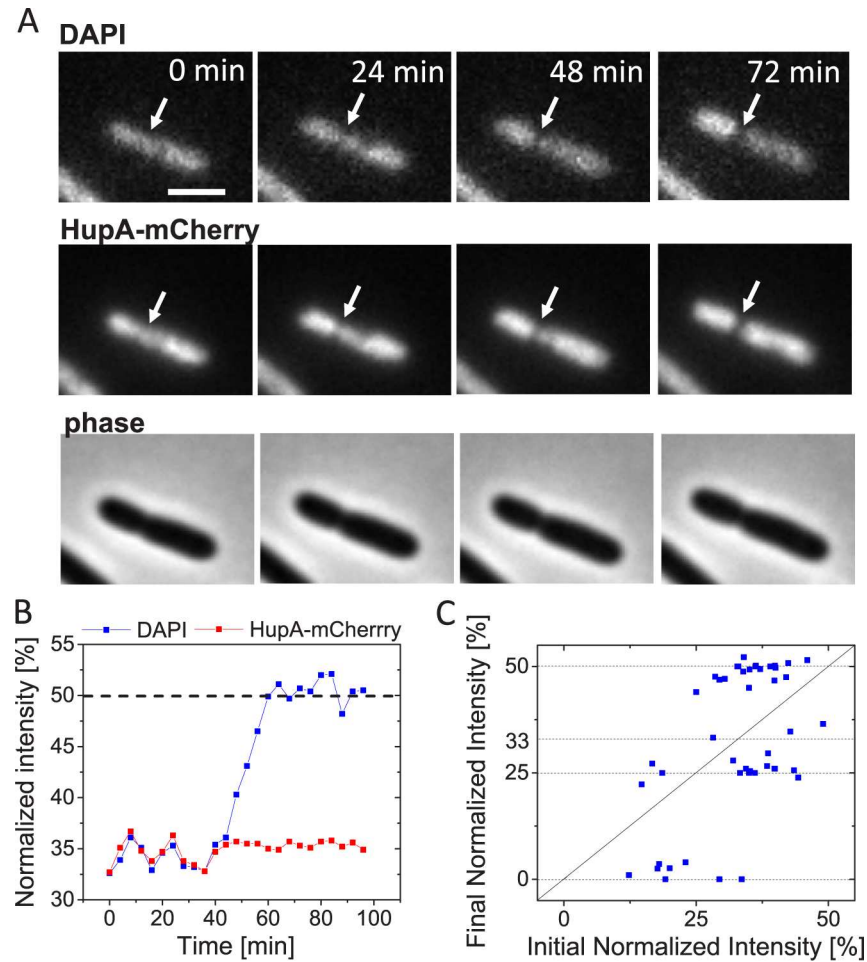 A
DAPI
0 min 24 min 48 min 72 min
HupA-mCherry
phase
B
DAPI HupA-mCherrry
Normalized intensity [%]
55
50
45
40
35
30
0 20 40 60 80 100
Time [min]
C
Final Normalized Intensity [%]
50
33
25
0
0 25 50
Initial Normalized Intensity [%]